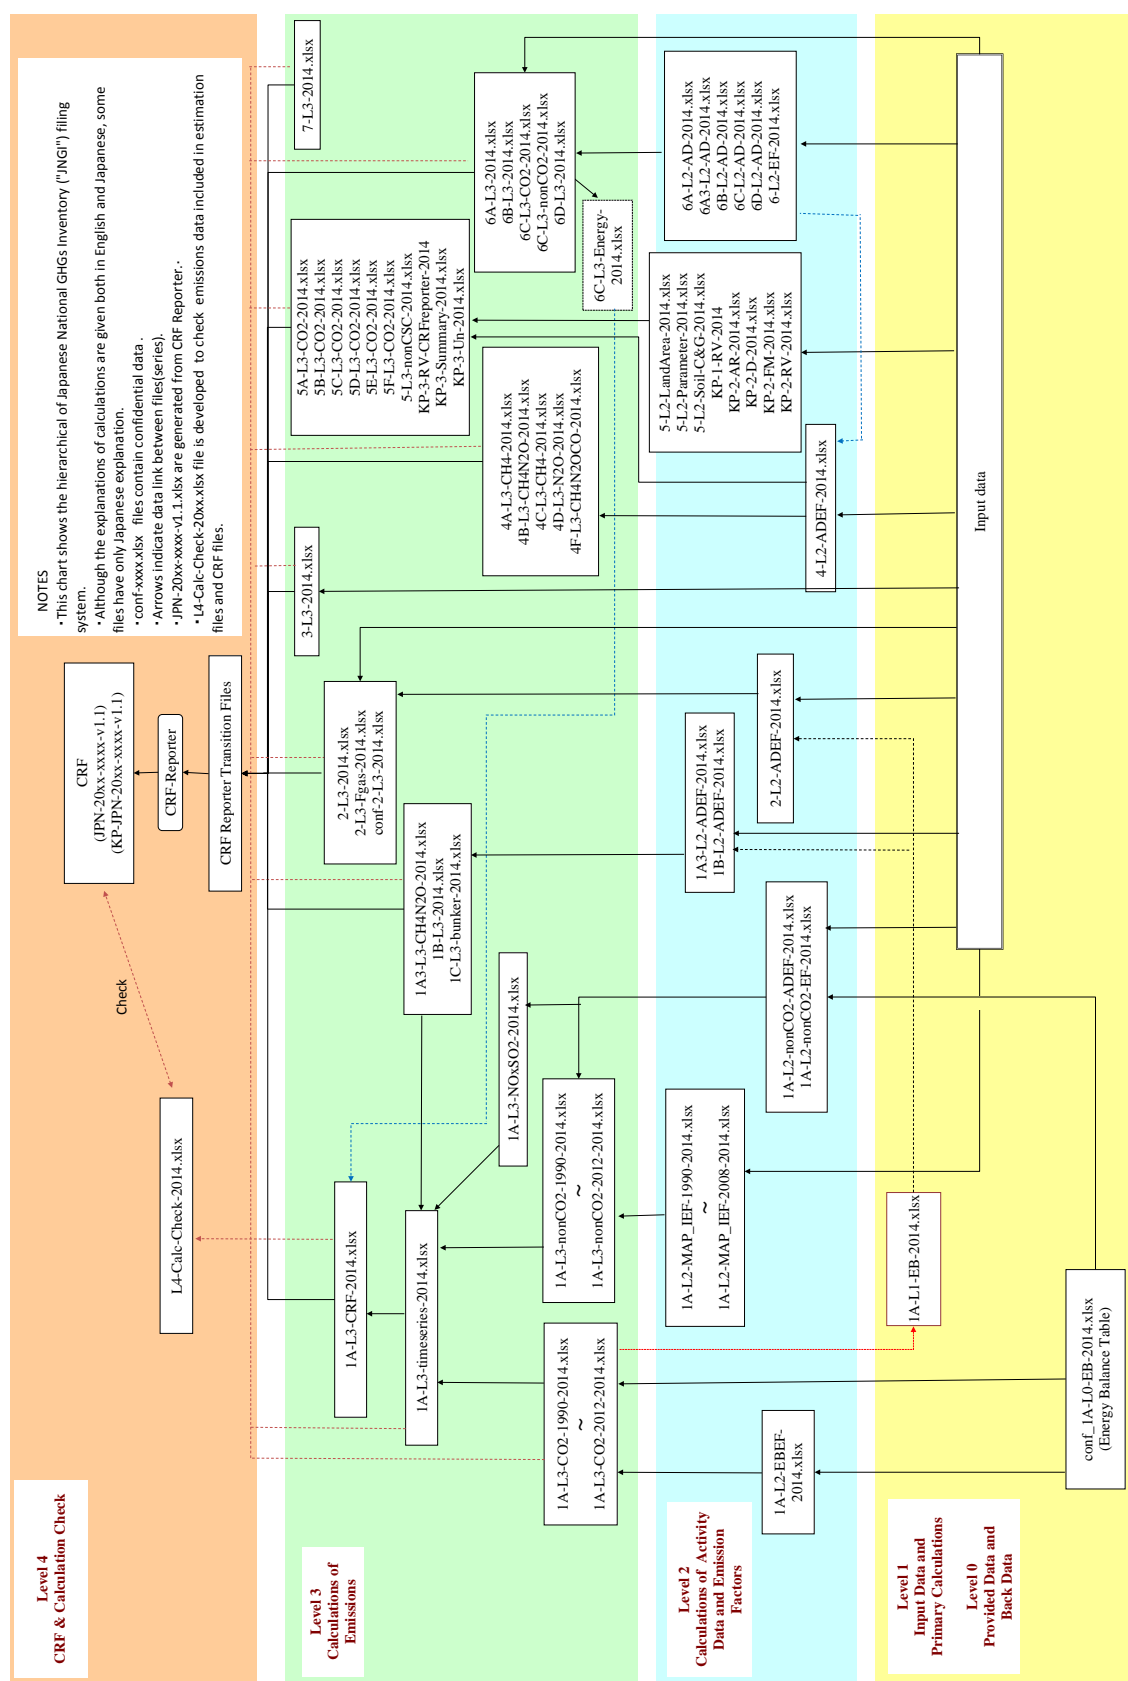 Level 4
CRF & Calculation Check
L4-Calc-Check-2014.xlsx
Check
CRF
(JPN-20xx-xxxx-v1.1)
(KP-JPN-20xx-xxxx-v1.1)
CRF-Reporter
CRF Reporter Transition Files
NOTES
・This chart shows the hierarchical of Japanese National GHGs Inventory ("JNGI") filing
system.
・Although the explanations of calculations are given both in English and Japanese, some
files have only Japanese explanation.
・conf-xxxx.xlsx files contain confidential data .
・Arrows indicate data link between files(series).
・JPN-20xx-xxxx-v1.1.xlsx are generated from CRF Reporter.・
・L4-Calc-Check-20xx.xlsx file is developed to check emissions data included in estimation
files and CRF files.
Level 3
Calculations of
Emissions
1A-L3-CRF-2014.xlsx
1A-L3-timeseries-2014.xlsx
1A-L3-CO2-1990-2014.xlsx
~
1A-L3-CO2-2012-2014.xlsx
1A-L3-nonCO2-1990-2014.xlsx
~
1A-L3-nonCO2-2012-2014.xlsx
1A-L3-NOxSO2-2014.xlsx
1A3-L3-CH4N2O-2014.xlsx
1B-L3-2014.xlsx
1C-L3-bunker-2014.xlsx
2-L3-2014.xlsx
2-L3-Fgas-2014.xlsx
conf-2-L3-2014.xlsx
3-L3-2014.xlsx
4A-L3-CH4-2014.xlsx
4B-L3-CH4N2O-2014.xlsx
4C-L3-CH4-2014.xlsx
4D-L3-N2O-2014.xlsx
4F-L3-CH4N2OCO-2014.xlsx
5A-L3-CO2-2014.xlsx
5B-L3-CO2-2014.xlsx
5C-L3-CO2-2014.xlsx
5D-L3-CO2-2014.xlsx
5E-L3-CO2-2014.xlsx
5F-L3-CO2-2014.xlsx
5-L3-nonCSC-2014.xlsx
KP-3-RV-CRFreporter-2014
KP-3-Summary-2014.xlsx
KP-3-Un-2014.xlsx
6A-L3-2014.xlsx
6B-L3-2014.xlsx
6C-L3-CO2-2014.xlsx
6C-L3-nonCO2-2014.xlsx
6D-L3-2014.xlsx
6C-L3-Energy-
2014.xlsx
7-L3-2014.xlsx
Level 2
Calculations of Activity
Data and Emission
Factors
1A-L2-EBEF-
2014.xlsx
1A-L2-MAP_IEF-1990-2014.xlsx
~
1A-L2-MAP_IEF-2008-2014.xlsx
1A-L2-nonCO2-ADEF-2014.xlsx
1A-L2-nonCO2-EF-2014.xlsx
1A3-L2-ADEF-2014.xlsx
1B-L2-ADEF-2014.xlsx
2-L2-ADEF-2014.xlsx
4-L2-ADEF-2014.xlsx
5-L2-LandArea-2014.xlsx
5-L2-Parameter-2014.xlsx
5-L2-Soil-C&G-2014.xlsx
KP-1-RV-2014
KP-2-AR-2014.xlsx
KP-2-D-2014.xlsx
KP-2-FM-2014.xlsx
KP-2-RV-2014.xlsx
6A-L2-AD-2014.xlsx
6A3-L2-AD-2014.xlsx
6B-L2-AD-2014.xlsx
6C-L2-AD-2014.xlsx
6D-L2-AD-2014.xlsx
6-L2-EF-2014.xlsx
Level 1
Input Data and
Primary Calculations
Level 0
Provided Data and
Back Data
1A-L1-EB-2014.xlsx
conf_1A-L0-EB-2014.xlsx
(Energy Balance Table)
Input data